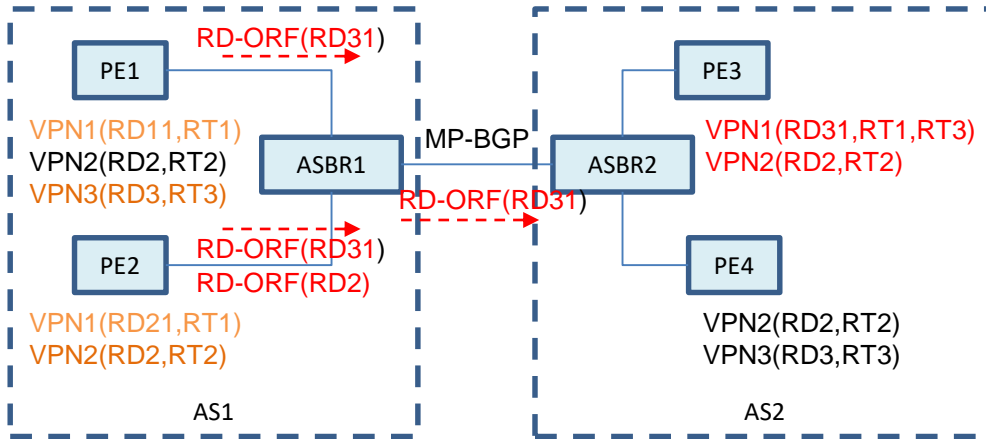 RD-ORF(RD31)
PE1
VPN1(RD11,RT1)
VPN2(RD2,RT2)
VPN3(RD3,RT3)
ASBR1
RD-ORF(RD31)
RD-ORF(RD2)
PE2
VPN1(RD21,RT1)
VPN2(RD2,RT2)
AS1
MP-BGP
RD-ORF(RD31)
PE3
VPN1(RD31,RT1,RT3)
VPN2(RD2,RT2)
ASBR2
PE4
VPN2(RD2,RT2)
VPN3(RD3,RT3)
AS2